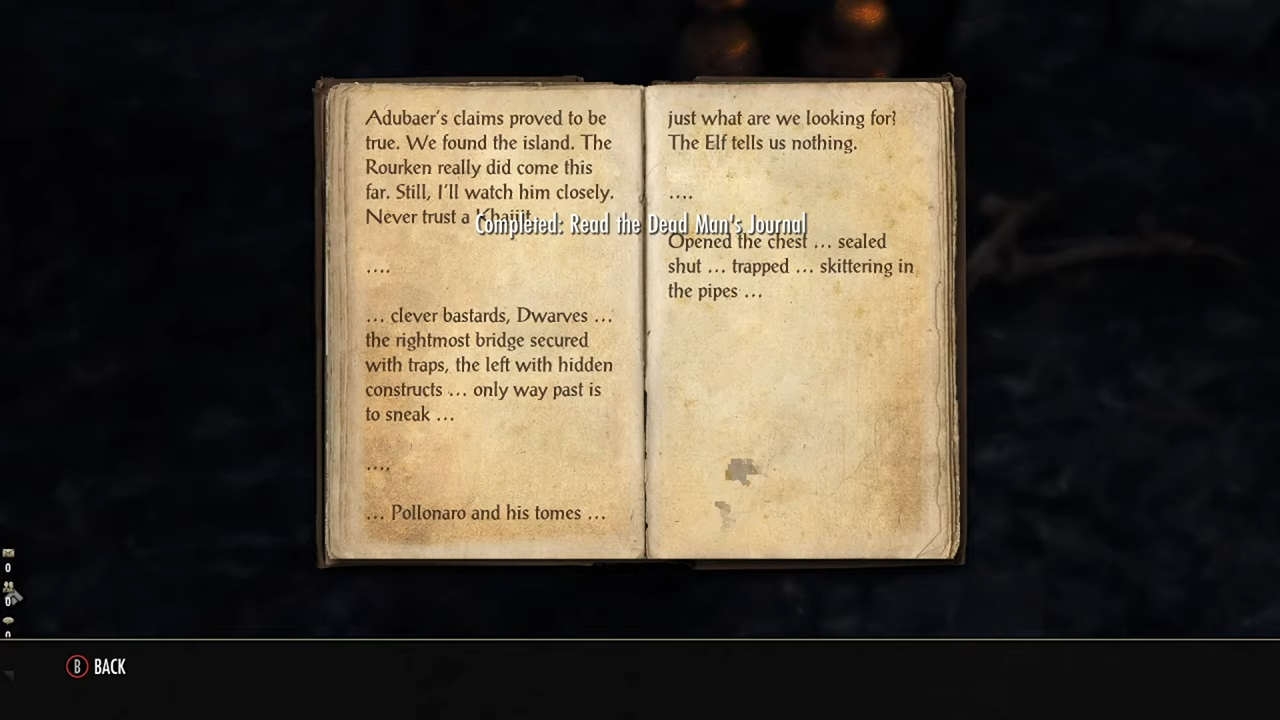 Adubaer's claims proved to be
true. We found the island. The
Rourken really did come this
far. Still, I'll watch him closely.
Never trust a Khajiit.
....
... clever bastards, Dwarves ...
the rightmost bridge secured
with traps, the left with hidden
constructs ... only way past is
to sneak ...
....
... Pollonaro and his tomes ...
just what are we looking for?
The Elf tells us nothing.
....
Completed: Read the Dead Man's Journal
Opened the chest ... sealed
shut ... trapped ... skittering in
the pipes ...
0
0
0
B BACK